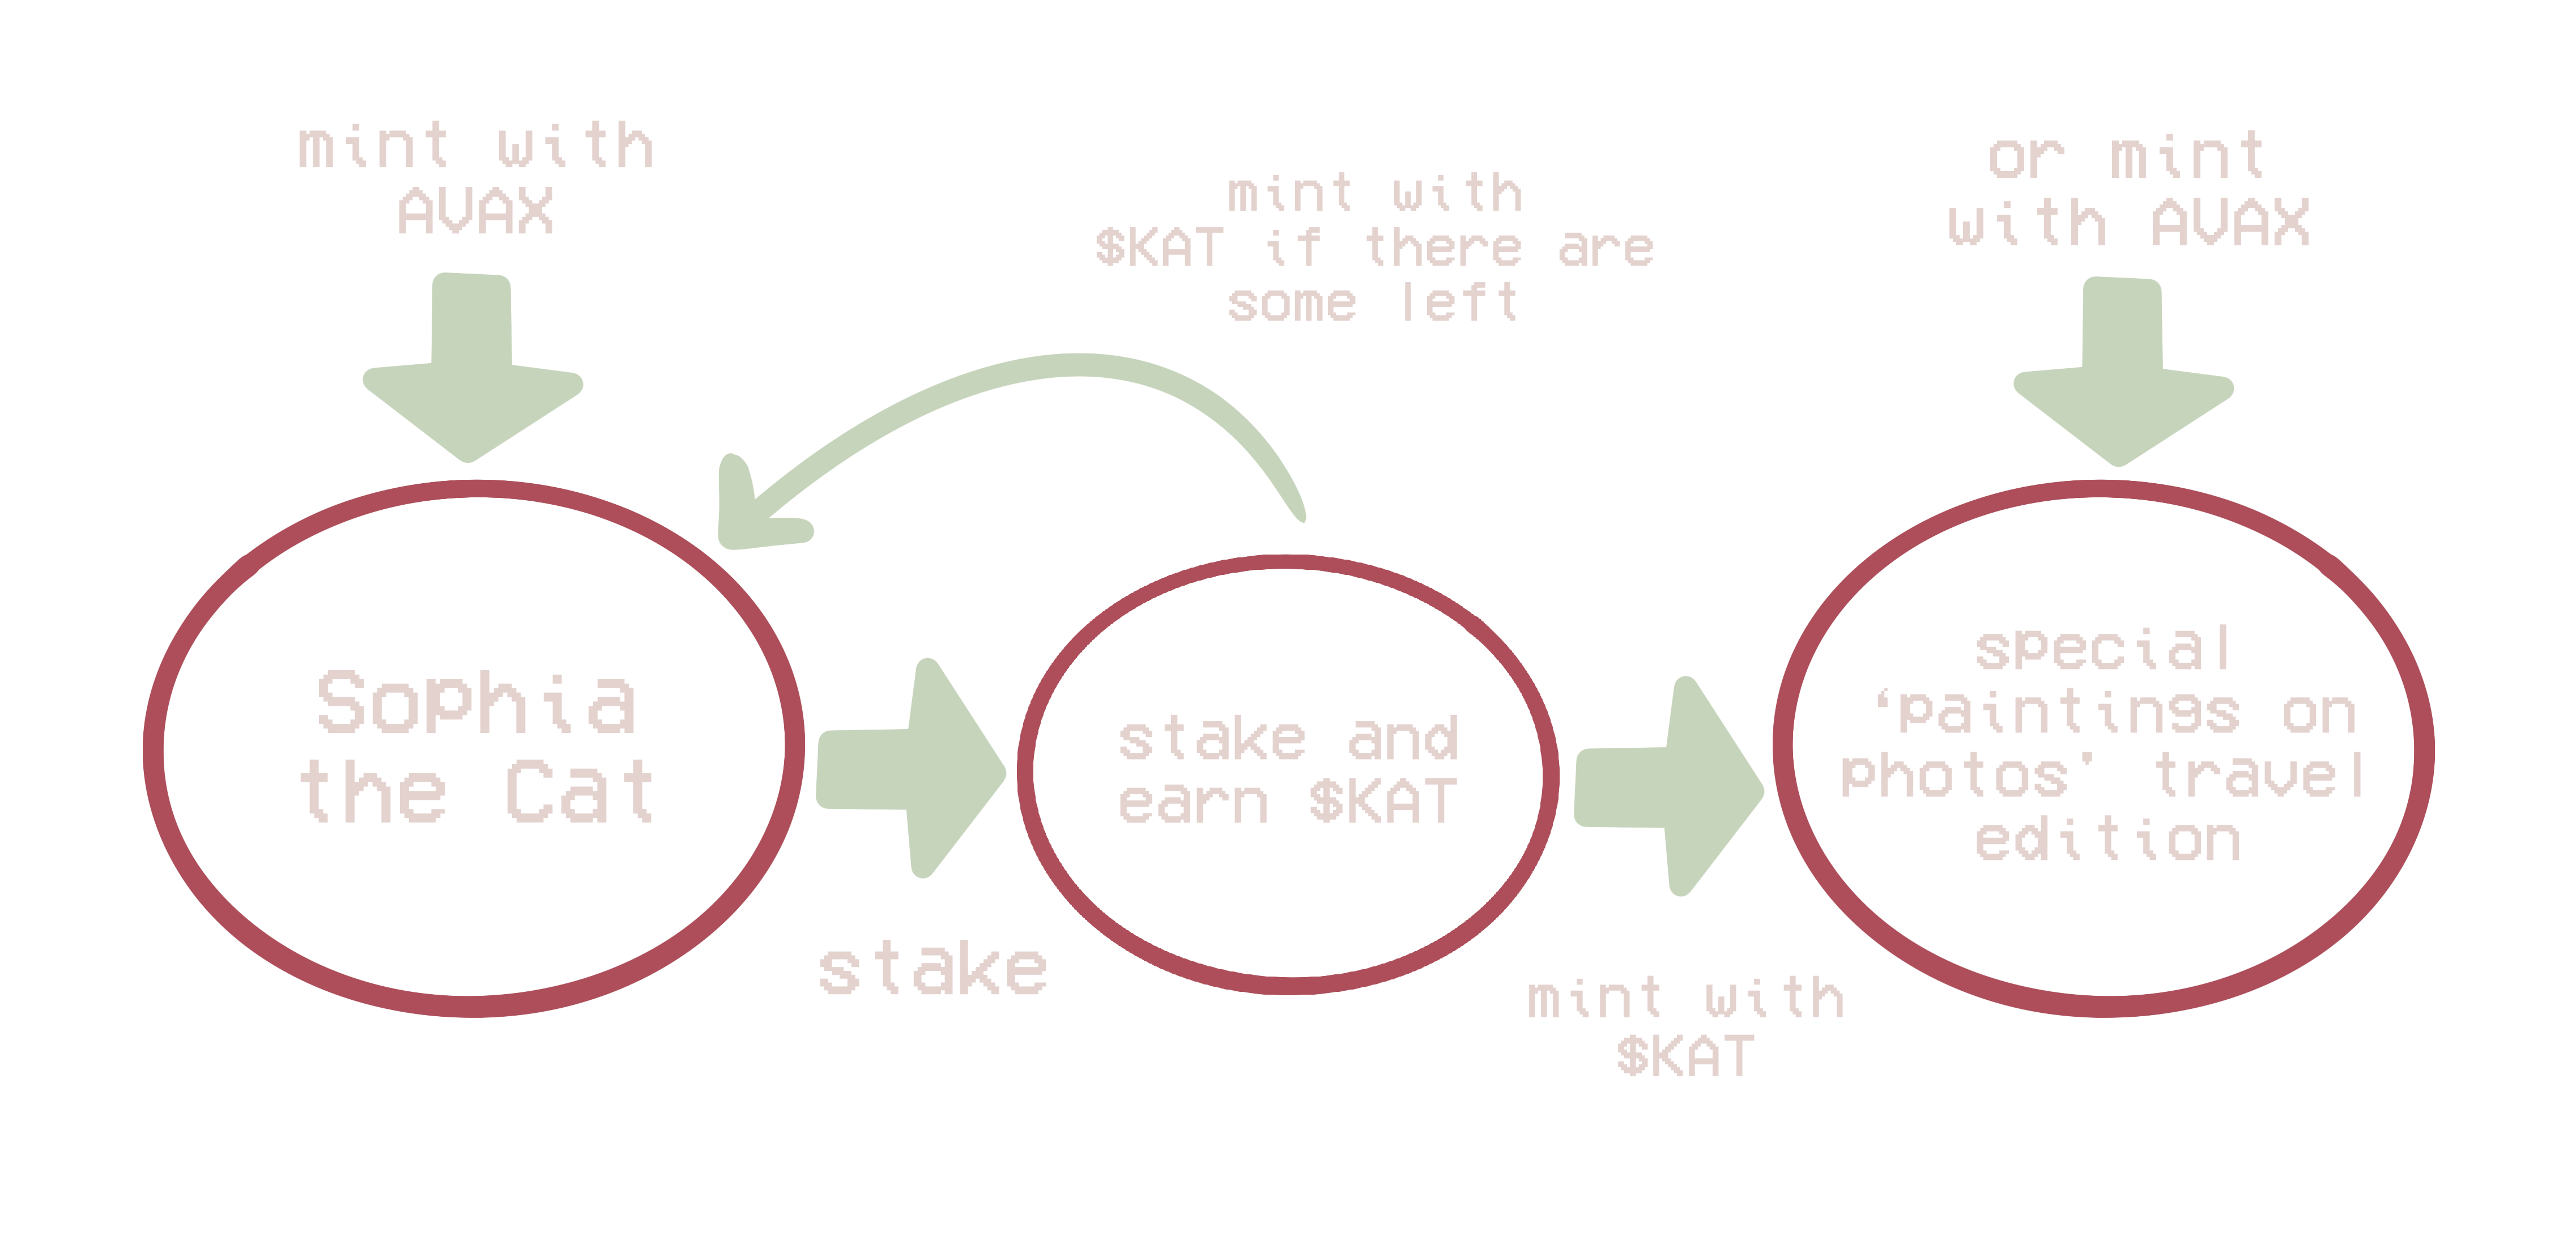 mint with
AVAX
mint with
$KAT if there are
some left
or mint
with AVAX
Sophia
the Cat
stake
stake and
earn $KAT
mint with
$KAT
special
‘paintings on
photos’ travel
edition